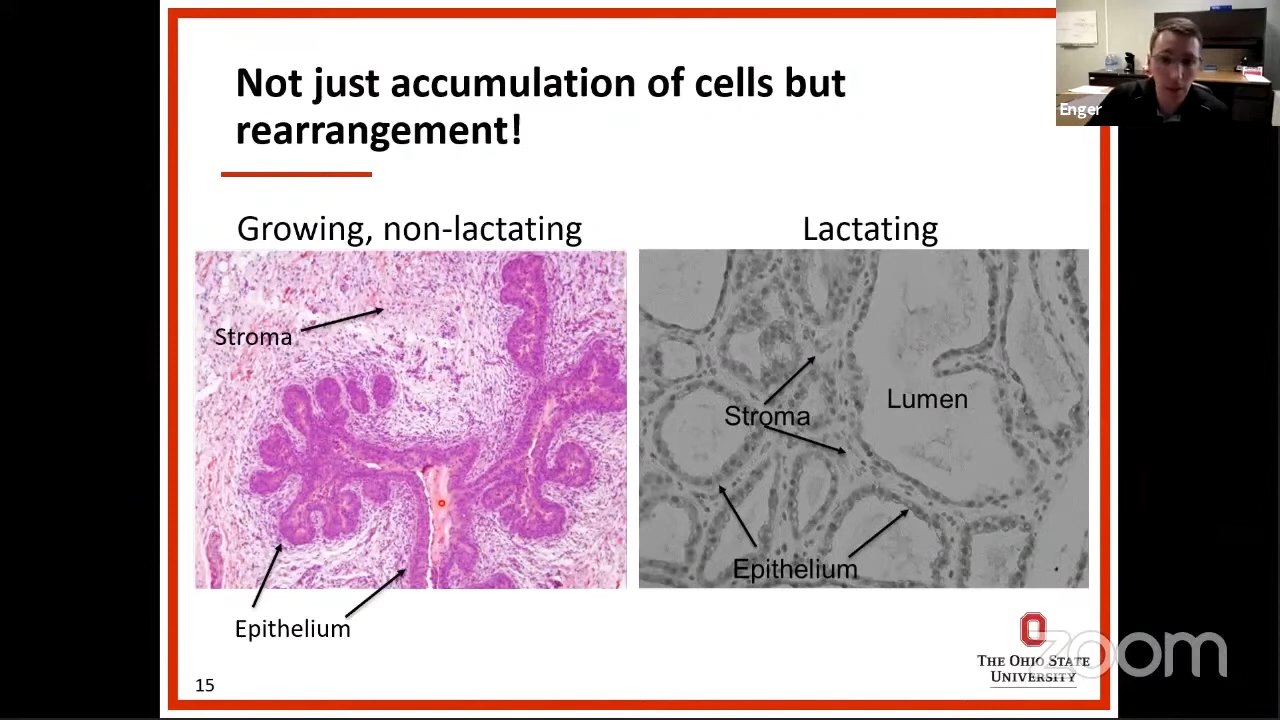 Not just accumulation of cells but
rearrangement!
Enger
Growing, non-lactating
Lactating
Stroma
Epithelium
Stroma
Lumen
Epithelium
THE OHIO STATE
UNIVERSITY
zoom
15